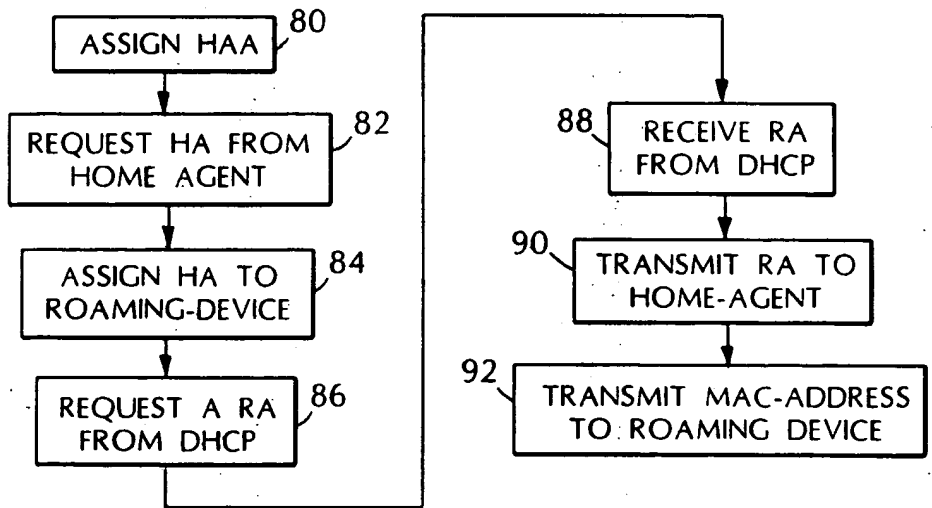 ASSIGN HAA
80
REQUEST HA FROM
HOME AGENT
82
ASSIGN HA TO
ROAMING-DEVICE
84
REQUEST A RA
FROM DHCP
86
88
RECEIVE RA
FROM DHCP
90
TRANSMIT RA TO
HOME-AGENT
92
TRANSMIT MAC-ADDRESS
TO ROAMING DEVICE